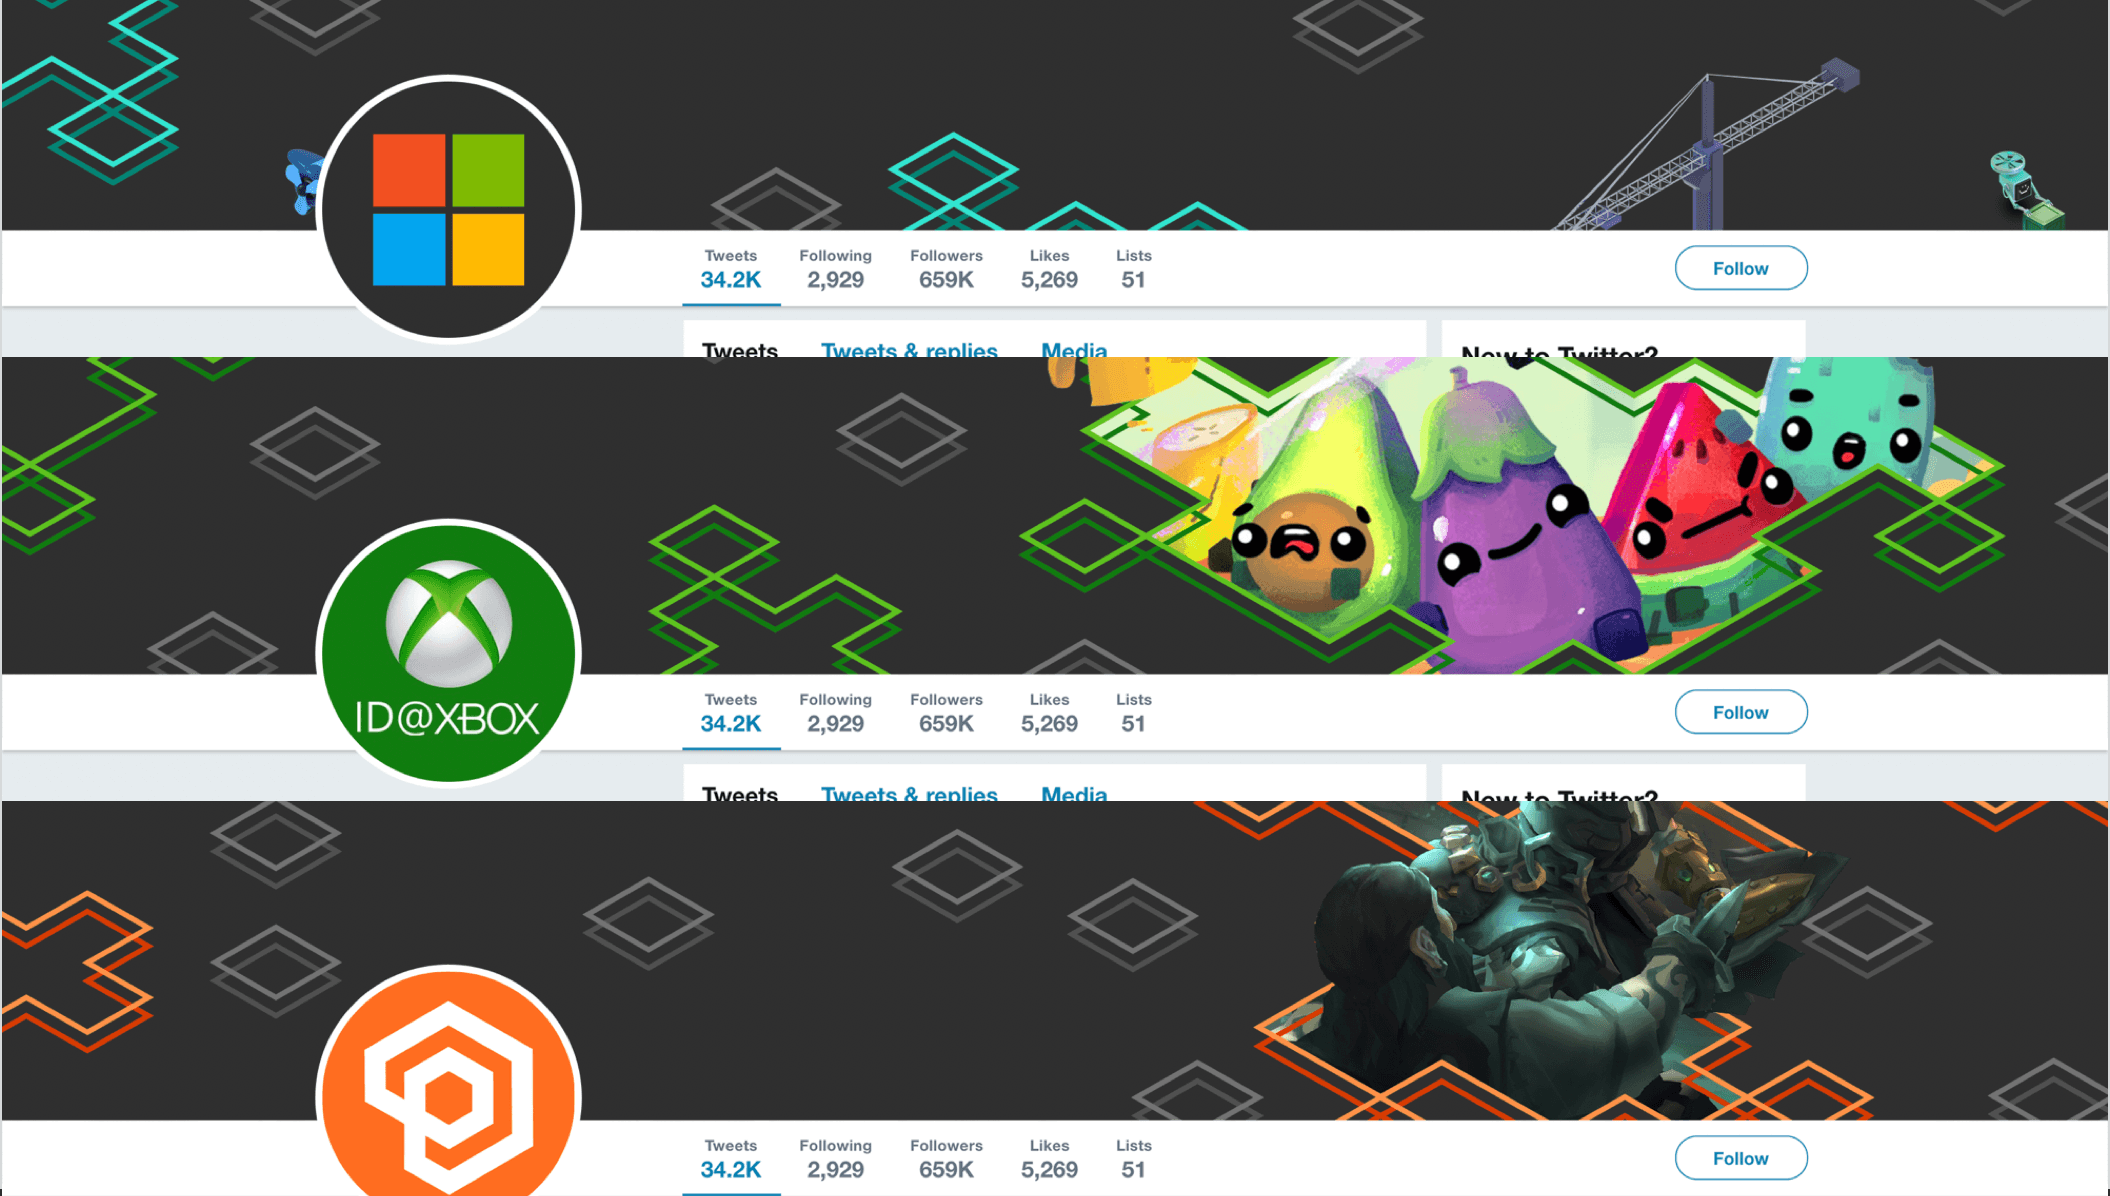 Tweets Following Followers Likes Lists
34.2K 2,929 659K 5,269 51
Follow
Tweets Tweets & replies Media
New to Twitter?
ID@XBOX
Tweets Following Followers Likes Lists
34.2K 2,929 659K 5,269 51
Follow
Tweets Tweets & replies Media
New to Twitter?
Tweets Following Followers Likes Lists
34.2K 2,929 659K 5,269 51
Follow